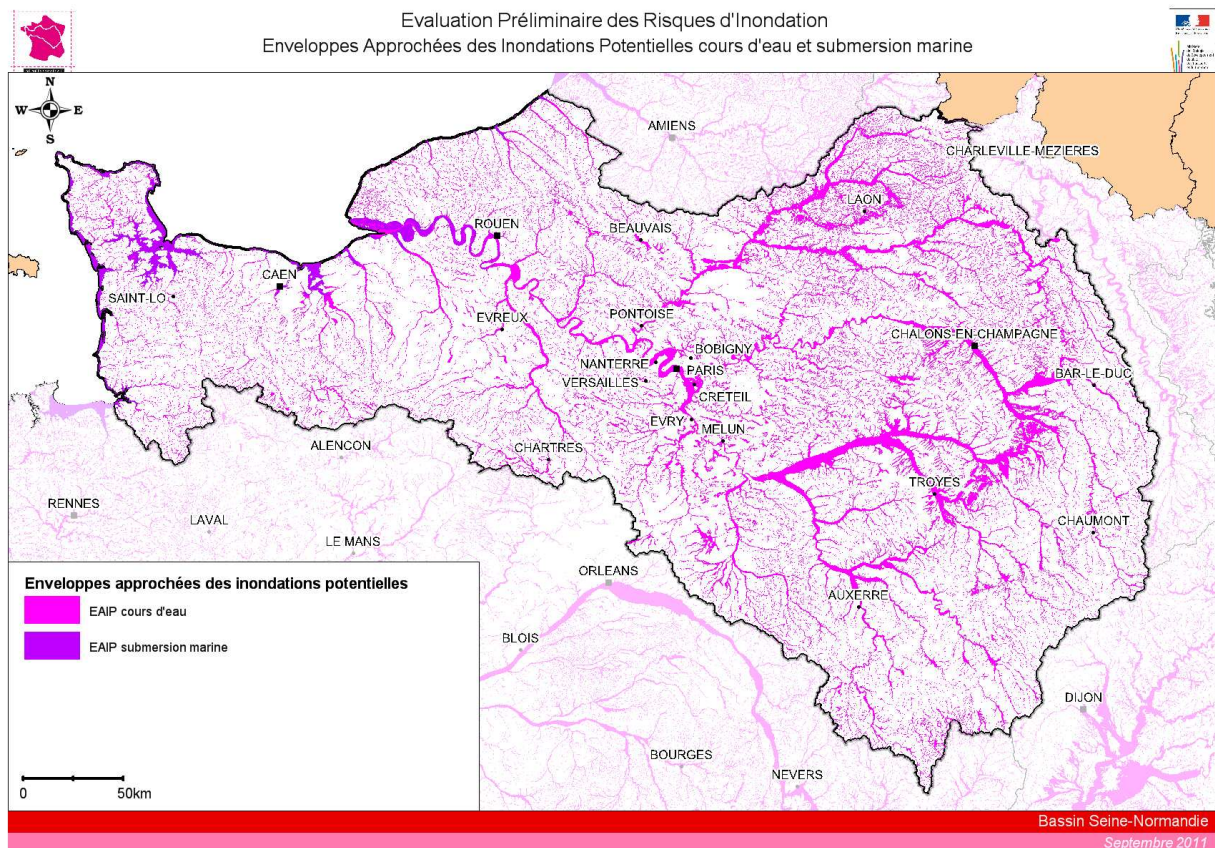 Evaluation Préliminaire des Risques d'Inondation
Enveloppes Approchées des Inondations Potentielles cours d'eau et submersion marine
N
W E
S
AMIENS
CHARLEVILLE-MEZIERES
LAON
ROUEN
BEAUVAIS
CAEN
SAINT-LO
EVREUX
PONTOISE
CHALONS-EN-CHAMPAGNE
NANTERRE
BOBIGNY
PARIS
VERSAILLES
BAR-LE-DUC
CRETEIL
EVRY
MELUN
ALENCON
CHARTRES
TROYES
RENNES
LAVAL
LE MANS
CHAUMONT
ORLEANS
AUXERRE
BLOIS
DIJON
BOURGES
NEVERS
Enveloppes approchées des inondations potentielles
EAIP cours d'eau
EAIP submersion marine
0 50km
Bassin Seine-Normandie
Septembre 2011